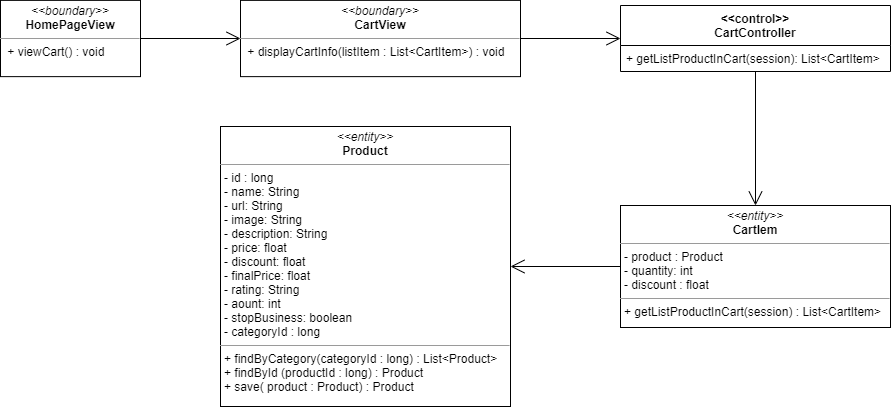 <<boundary>>
HomePageView
+ viewCart() : void
<<boundary>>
CartView
+ displayCartInfo(listItem : List<CartItem>) : void
<<control>>
CartController
+ getListProductInCart(session): List<CartItem>
<<entity>>
Product
- id : long
- name: String
- url: String
- image: String
- description: String
- price: float
- discount: float
- finalPrice: float
- rating: String
- aount: int
- stopBusiness: boolean
- categoryId : long
+ findByCategory(categoryId : long) : List<Product>
+ findById (productId : long) : Product
+ save( product : Product) : Product
<<entity>>
CartIem
- product : Product
- quantity: int
- discount : float
+ getListProductInCart(session) : List<CartItem>